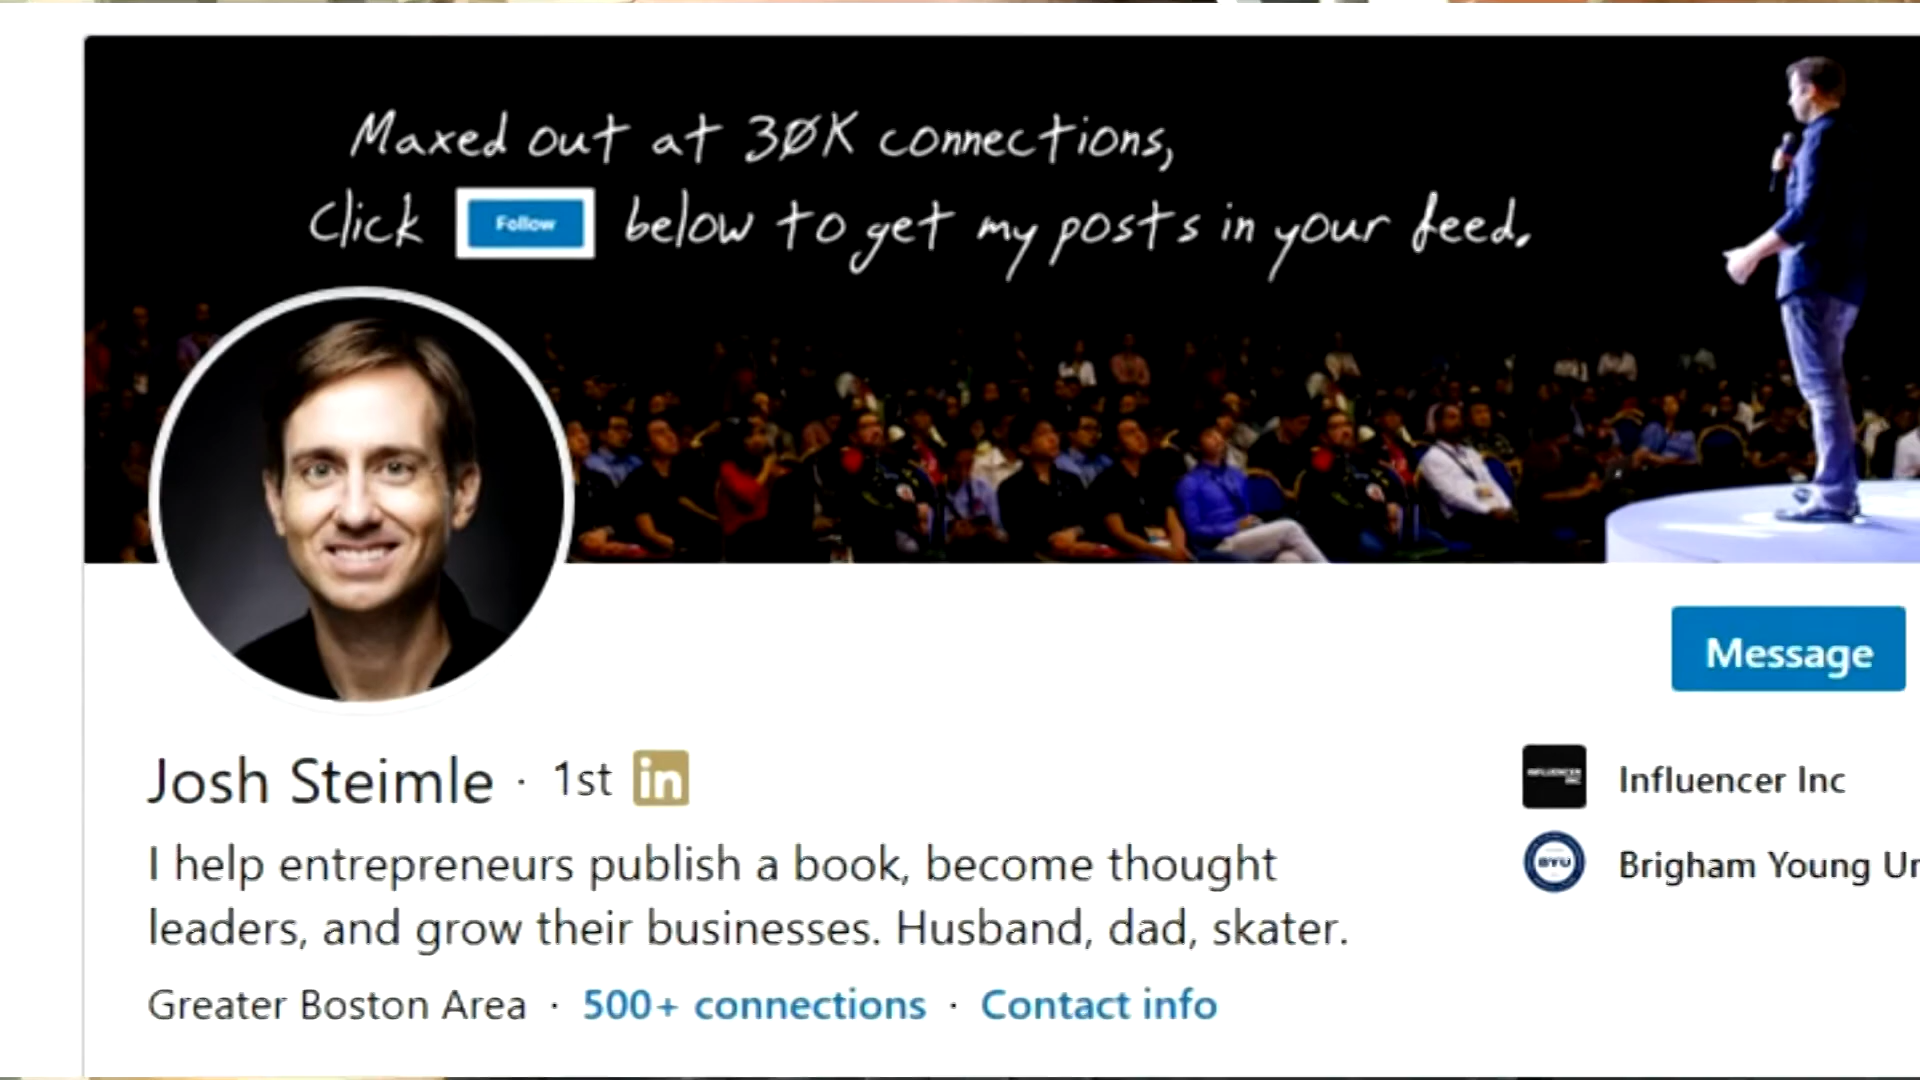 Maxed out at 30K connections,
Click Follow below to get my posts in your feed.
Message
Josh Steimle · 1st in
Influencer Inc
I help entrepreneurs publish a book, become thought
leaders, and grow their businesses. Husband, dad, skater.
BYU
Brigham Young Un
Greater Boston Area · 500+ connections · Contact info